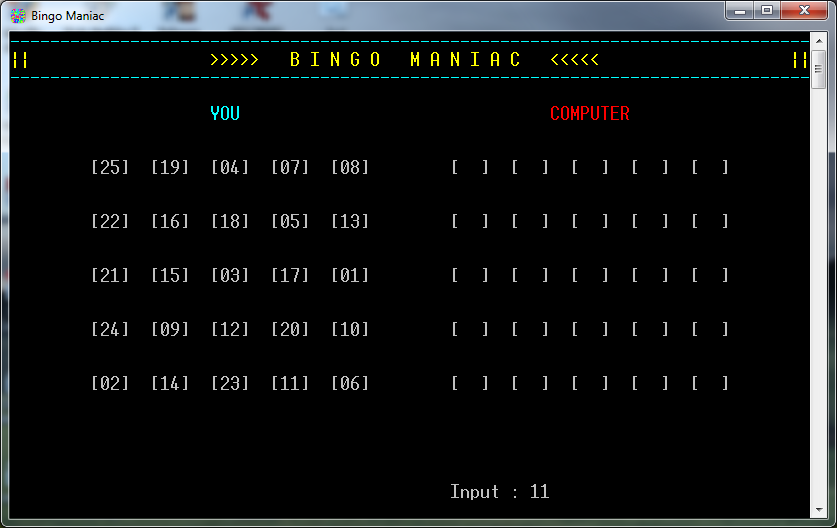 Bingo Maniac
|| >>>>> B I N G O M A N I A C <<<<< ||
YOU COMPUTER
[25] [19] [04] [07] [08] [ ] [ ] [ ] [ ] [ ]
[22] [16] [18] [05] [13] [ ] [ ] [ ] [ ] [ ]
[21] [15] [03] [17] [01] [ ] [ ] [ ] [ ] [ ]
[24] [09] [12] [20] [10] [ ] [ ] [ ] [ ] [ ]
[02] [14] [23] [11] [06] [ ] [ ] [ ] [ ] [ ]
Input : 11